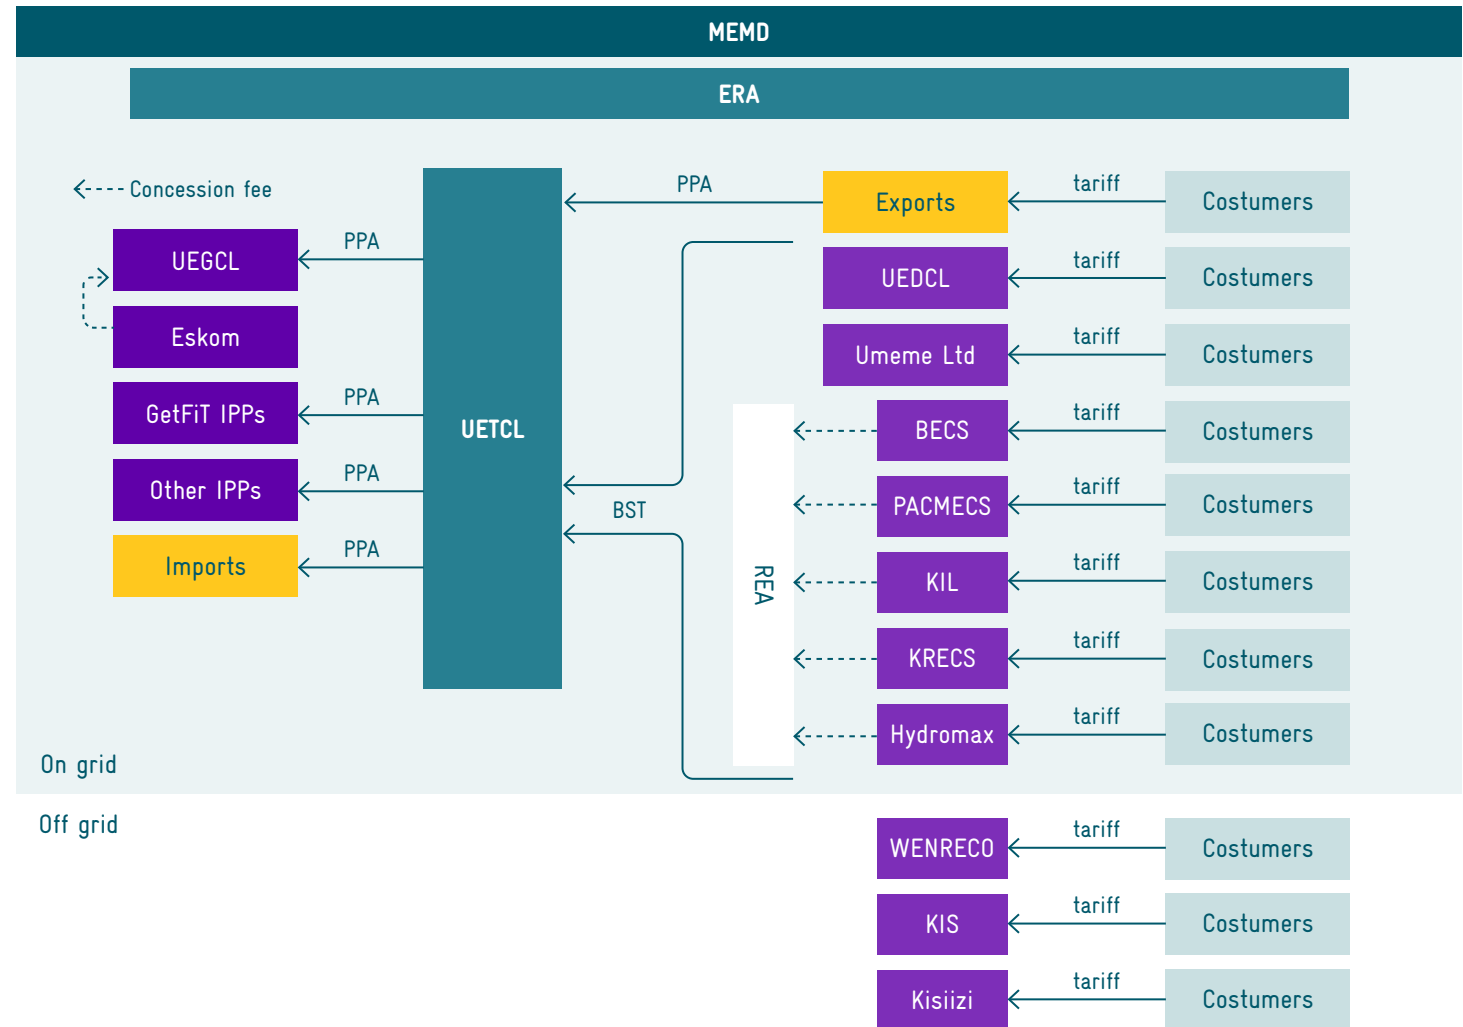 MEMD
ERA
Concession fee
PPA
UEGCL
Eskom
PPA
GetFiT IPPs
PPA
Other IPPs
PPA
Imports
UETCL
PPA
BST
REA
Exports
tariff
Costumers
UEDCL
tariff
Costumers
Umeme Ltd
tariff
Costumers
BECS
tariff
Costumers
PACMECS
tariff
Costumers
KIL
tariff
Costumers
KRECS
tariff
Costumers
Hydromax
tariff
Costumers
On grid
Off grid
WENRECO
tariff
Costumers
KIS
tariff
Costumers
Kisiizi
tariff
Costumers